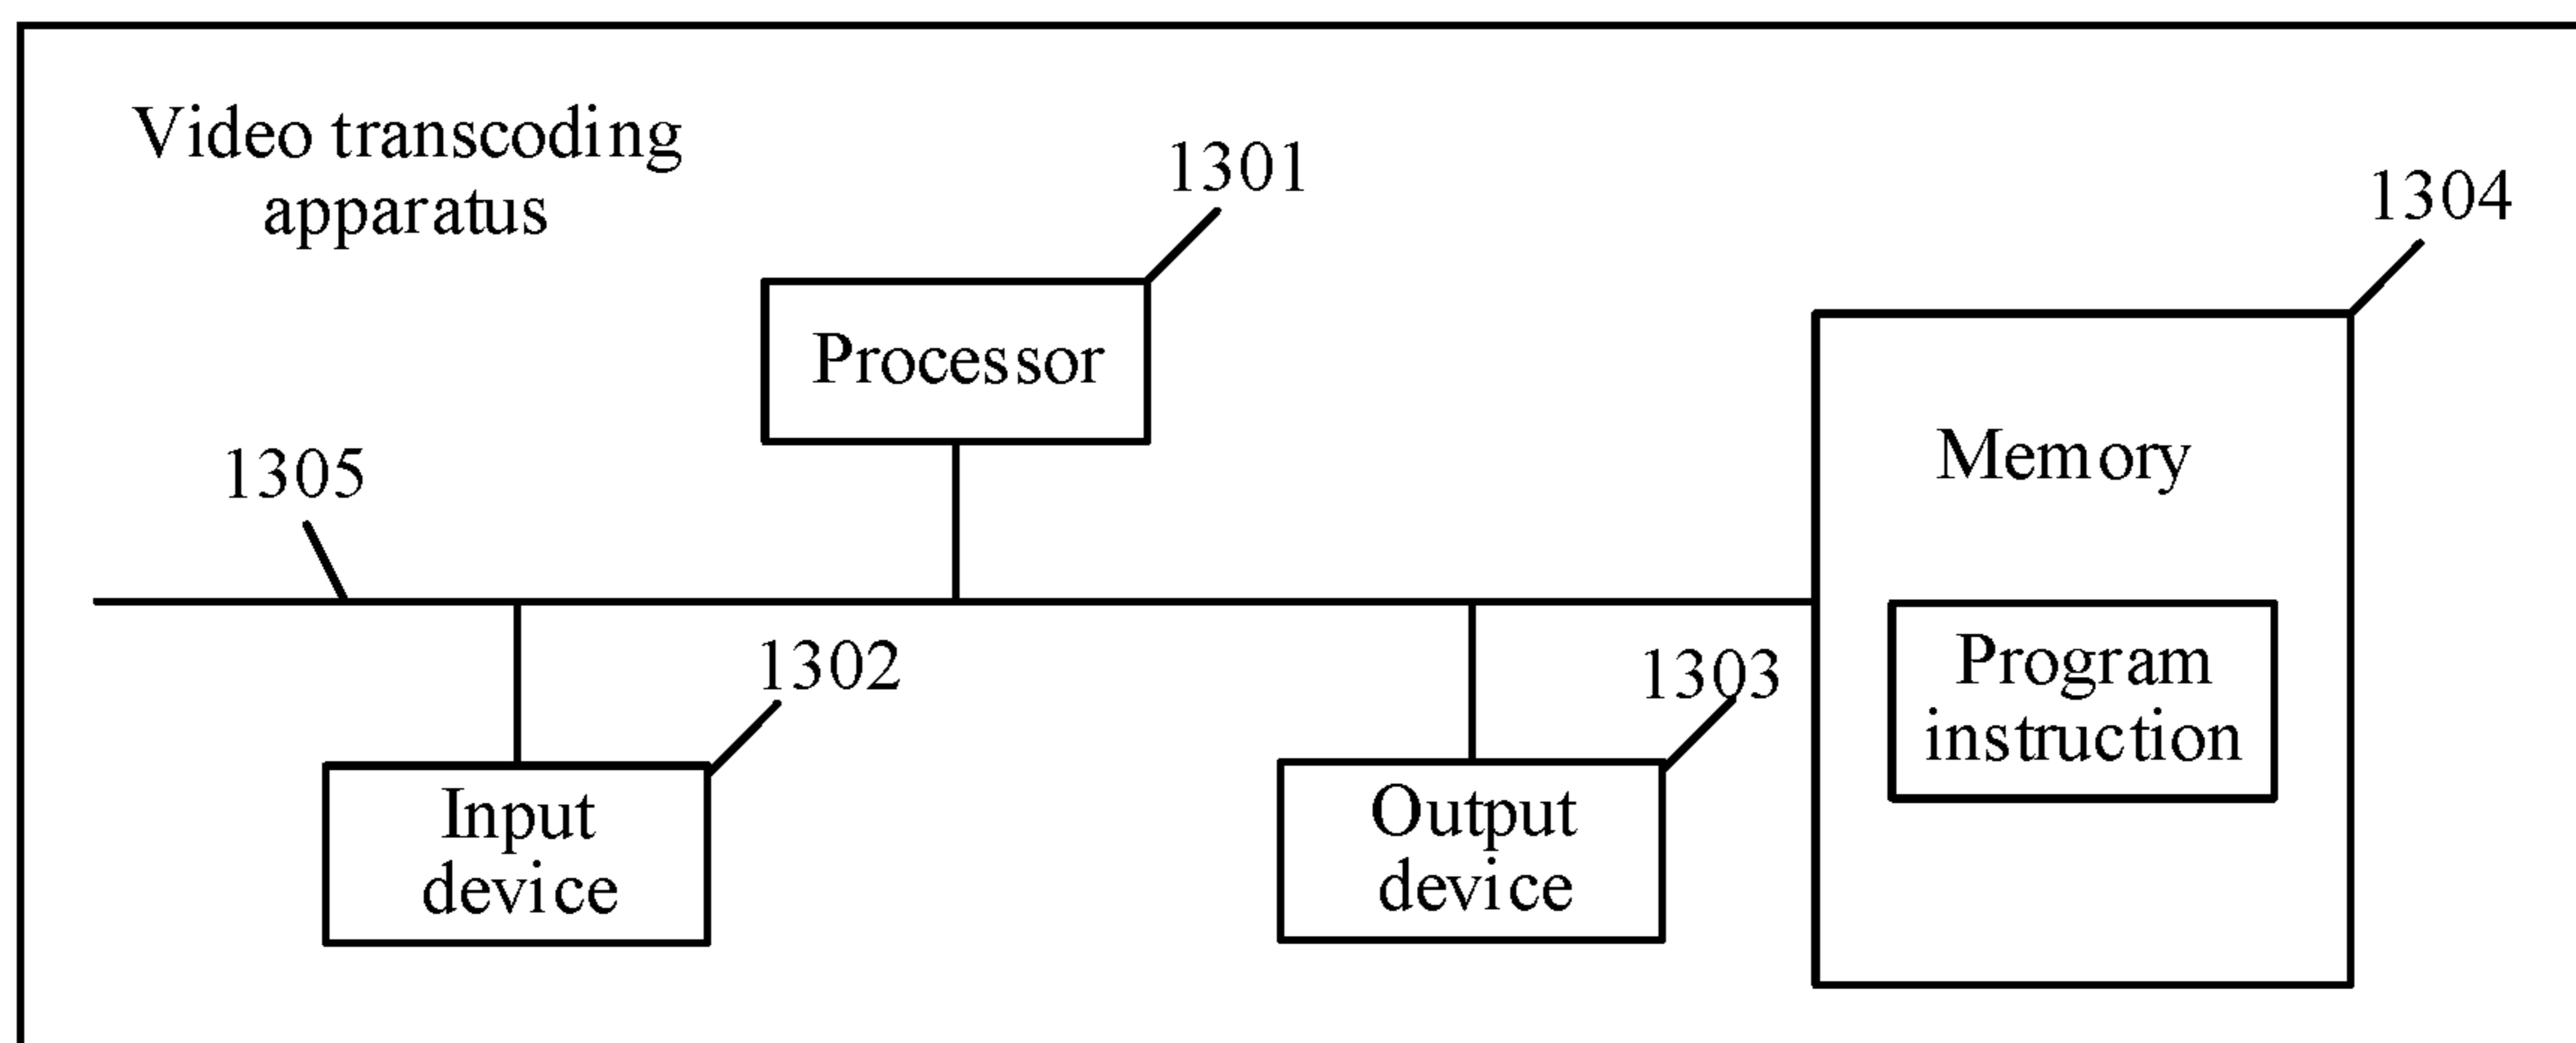 Video transcoding
apparatus
1301
1304
Processor
Memory
1305
1302
1303
Program
instruction
Input
device
Output
device